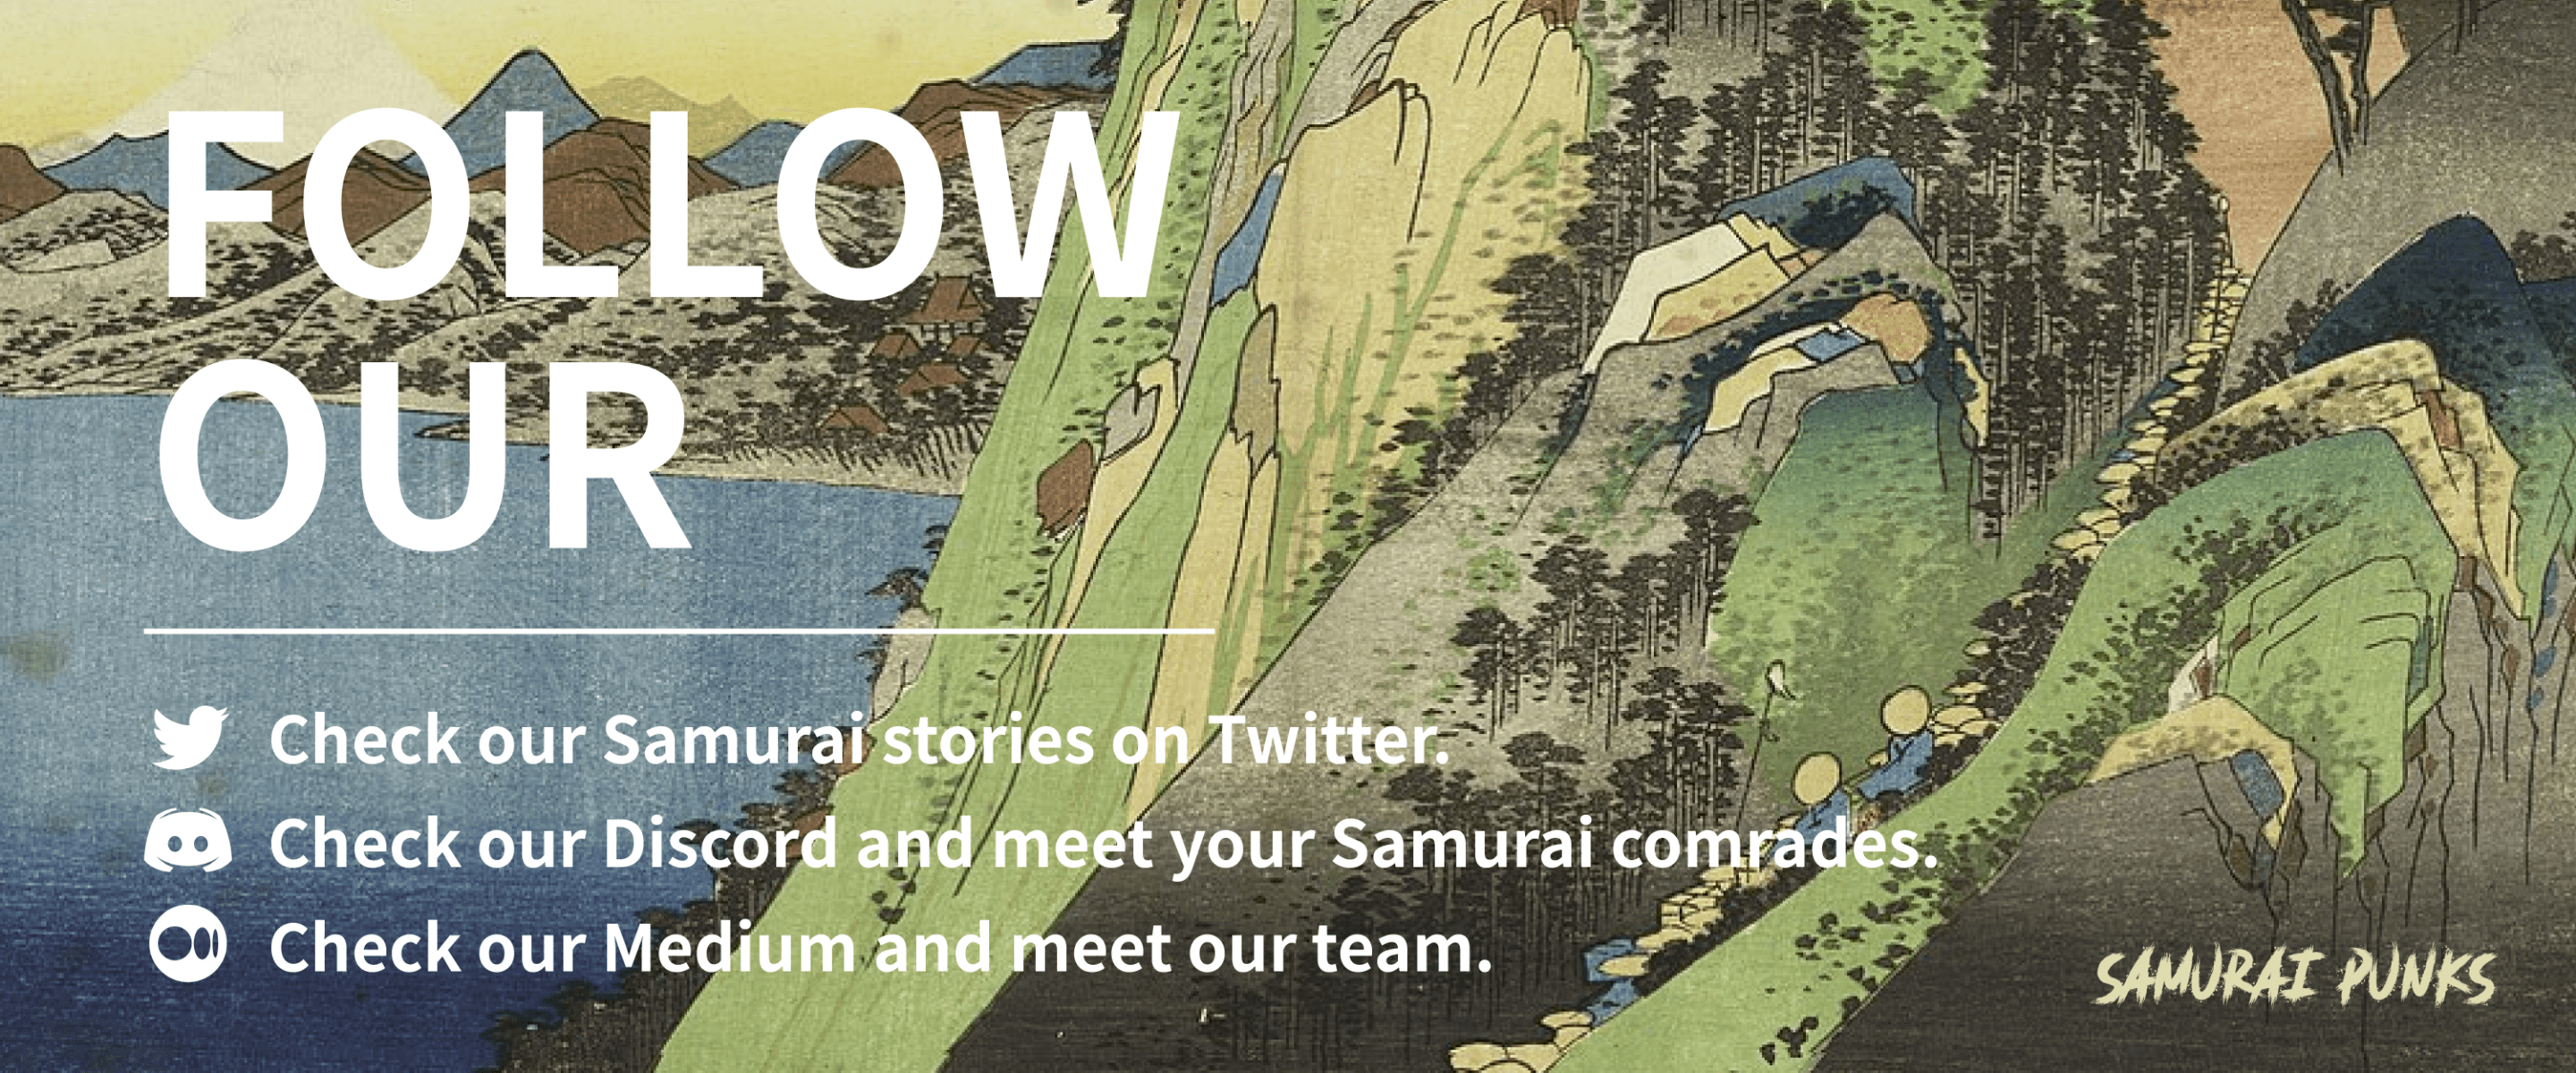 FOLLOW
OUR
Check our Samurai stories on Twitter.
Check our Discord and meet your Samurai comrades.
Check our Medium and meet our team.
SAMURAI PUNKS